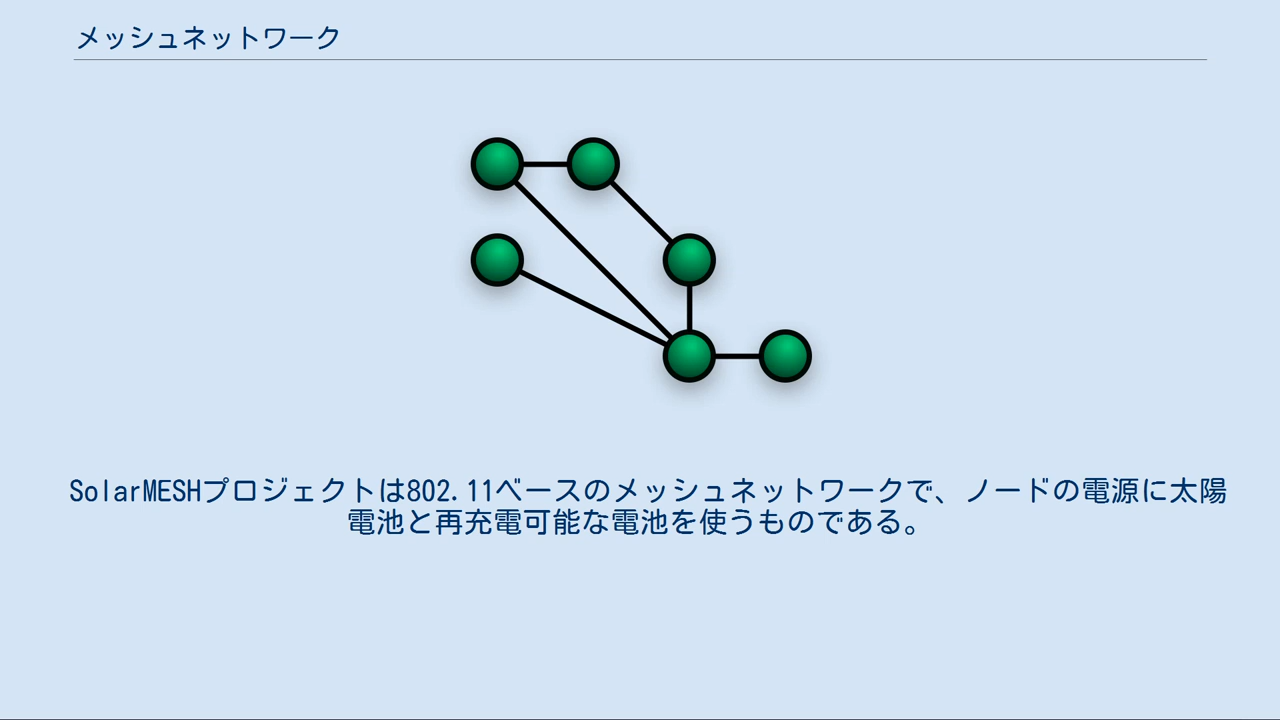 メッシュネットワーク
SolarMESHプロジェクトは802.11ベースのメッシュネットワークで、ノードの電源に太陽
電池と再充電可能な電池を使うものである。